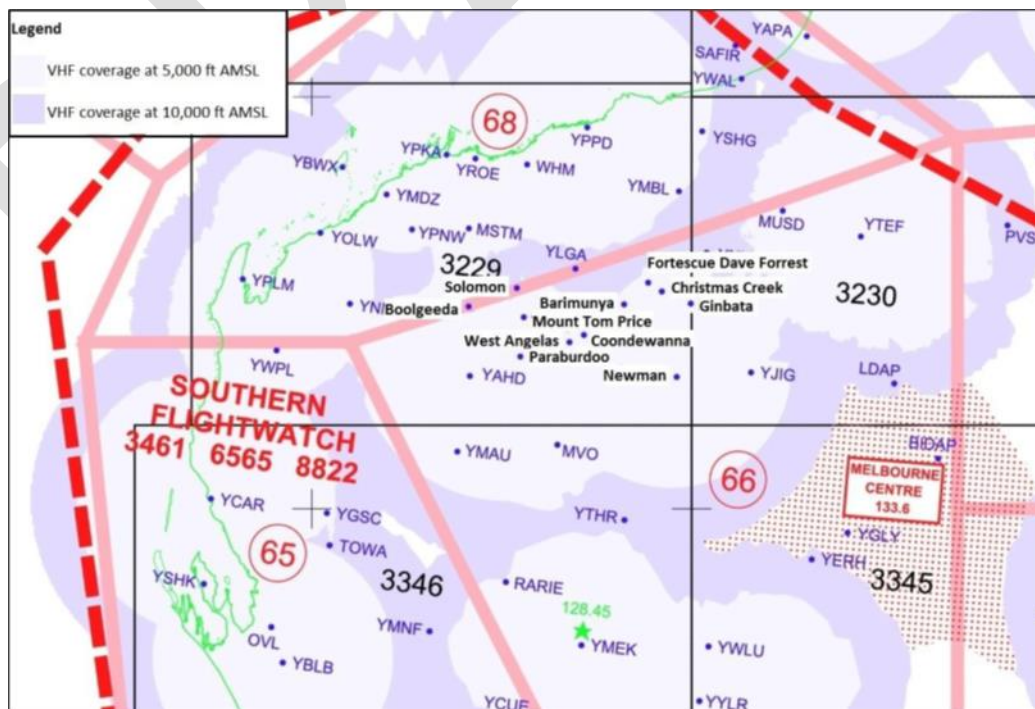 Legend
VHF coverage at 5,000 ft AMSL
VHF coverage at 10,000 ft AMSL
YAPA
SAFIR
YWAL
68
YPPD
YSHG
YPKA
YBWX
YROE
WHM
YMBL
YMDZ
MUSD
YTEF
PVS
YOLW
YPNW
MSTM
YLGA
3229
Fortescue Dave Forrest
YPLM
Solomon
Christmas Creek
3230
Boolgeeda
Barimunya
Ginbata
Mount Tom Price
West Angelas
Coondewanna
YWPL
Paraburdoo
YAHD
Newman
YJIG
LDAP
SOUTHERN
FLIGHTWATCH
3461 6565 8822
YMAU
MVO
BIDAP
66
MELBOURNE
CENTRE
133.6
YCAR
YGSC
YTHR
65
TOWA
YGLY
YERH
YSHK
3346
RARIE
3345
128.45
OVL
YMNF
YMEK
YWLU
YBLB
YCUE
YYLR